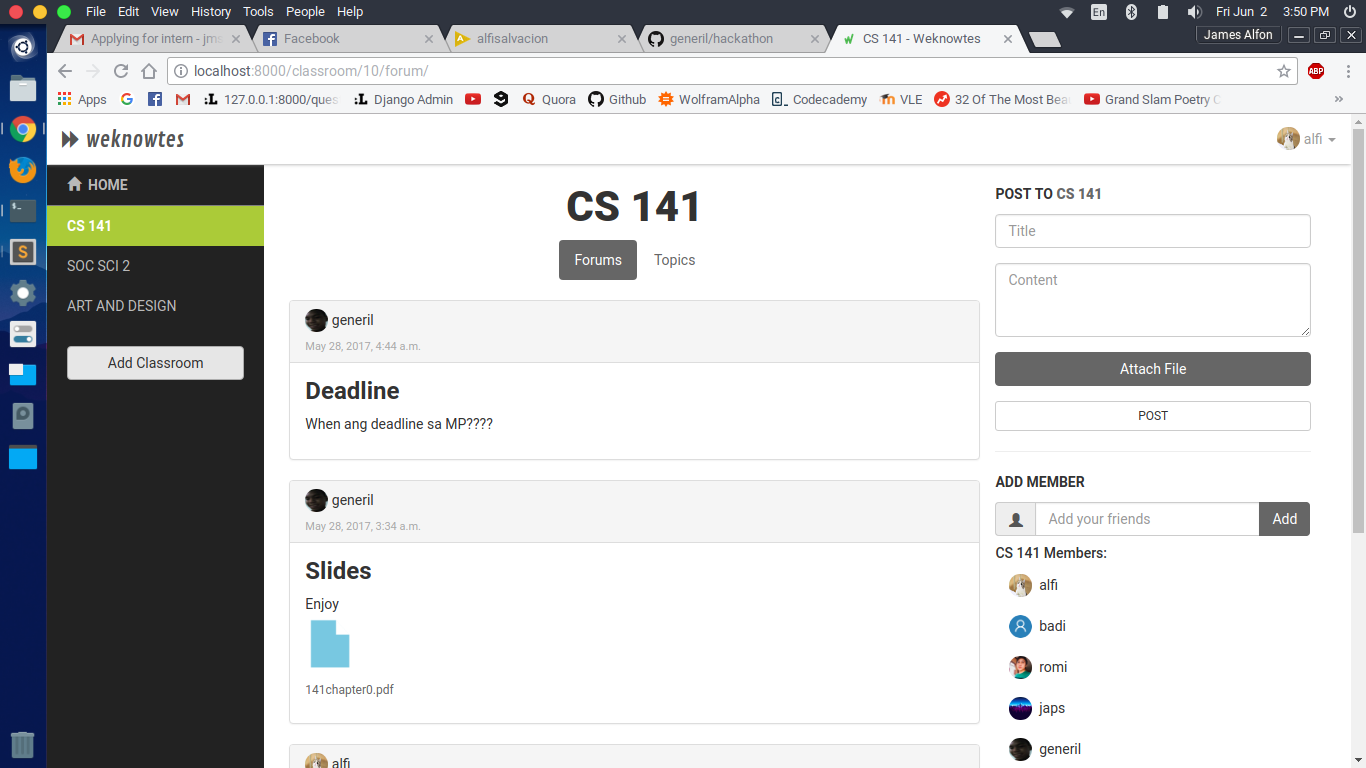 File Edit View History Tools People Help
En
Fri Jun 2 3:50 PM
Applying for intern - jms
Facebook
alfisalvacion
generil/hackathon
CS 141 - Weknowtes
James Alfon
localhost:8000/classroom/10/forum/
ABP
Apps
127.0.0.1:8000/ques
Django Admin
Quora
Github
WolframAlpha
Codecademy
VLE
32 Of The Most Bea
Grand Slam Poetry C
weknowtes
alfi
HOME
CS 141
SOC SCI 2
ART AND DESIGN
Add Classroom
CS 141
Forums
Topics
generil
May 28, 2017, 4:44 a.m.
Deadline
When ang deadline sa MP????
generil
May 28, 2017, 3:34 a.m.
Slides
Enjoy
141chapter0.pdf
alfi
POST TO CS 141
Title
Content
Attach File
POST
ADD MEMBER
Add your friends
Add
CS 141 Members:
alfi
badi
romi
japs
generil